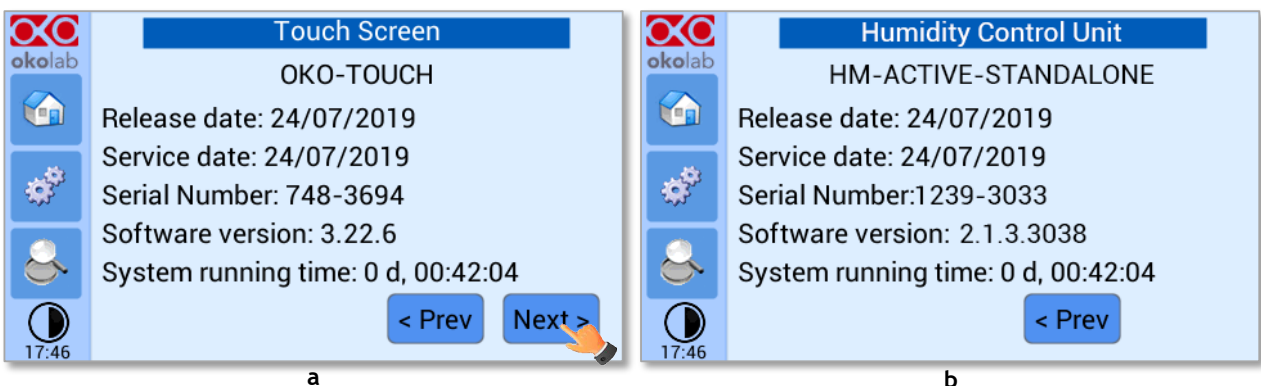 okolab
Touch Screen
OKO-TOUCH
Release date: 24/07/2019
Service date: 24/07/2019
Serial Number: 748-3694
Software version: 3.22.6
System running time: 0 d, 00:42:04
< Prev
Next >
17:46
a
okolab
Humidity Control Unit
HM-ACTIVE-STANDALONE
Release date: 24/07/2019
Service date: 24/07/2019
Serial Number:1239-3033
Software version: 2.1.3.3038
System running time: 0 d, 00:42:04
< Prev
17:46
b